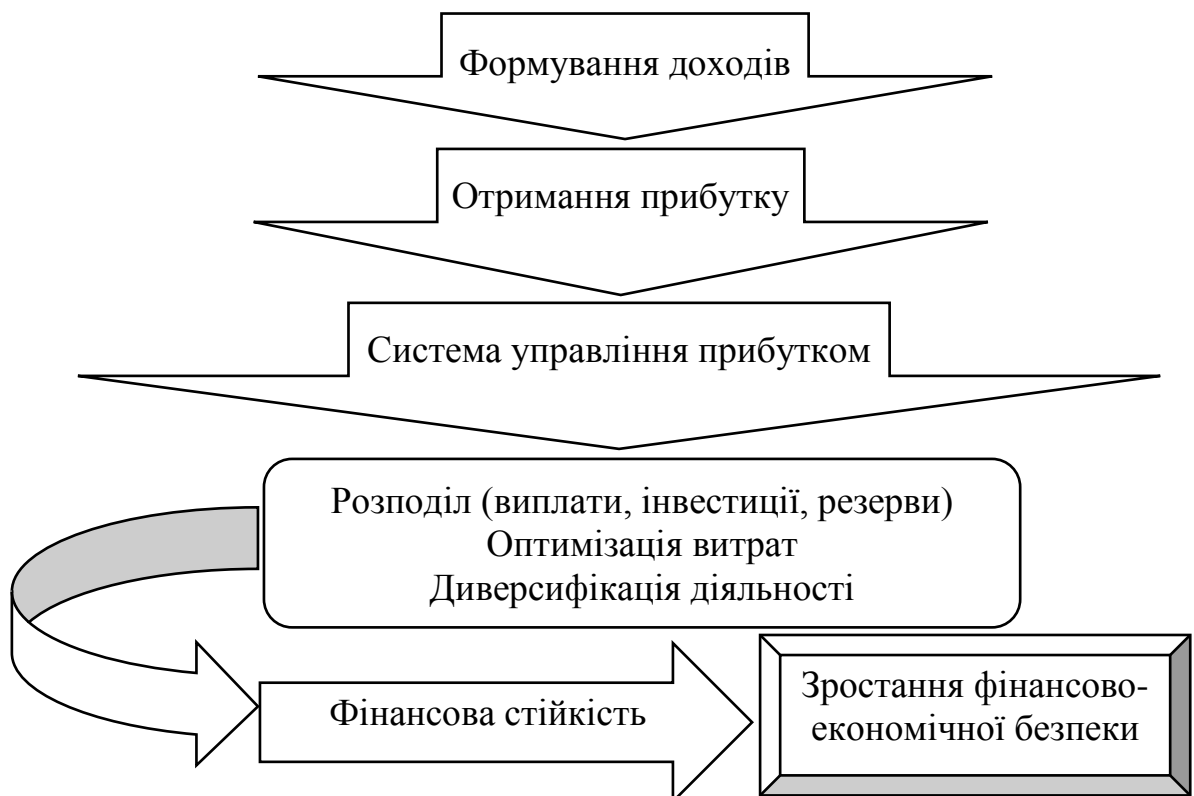 Формування доходів
Отримання прибутку
Система управління прибутком
Розподіл (виплати, інвестиції, резерви)
Оптимізація витрат
Диверсифікація діяльності
Фінансова стійкість
Зростання фінансово-
економічної безпеки